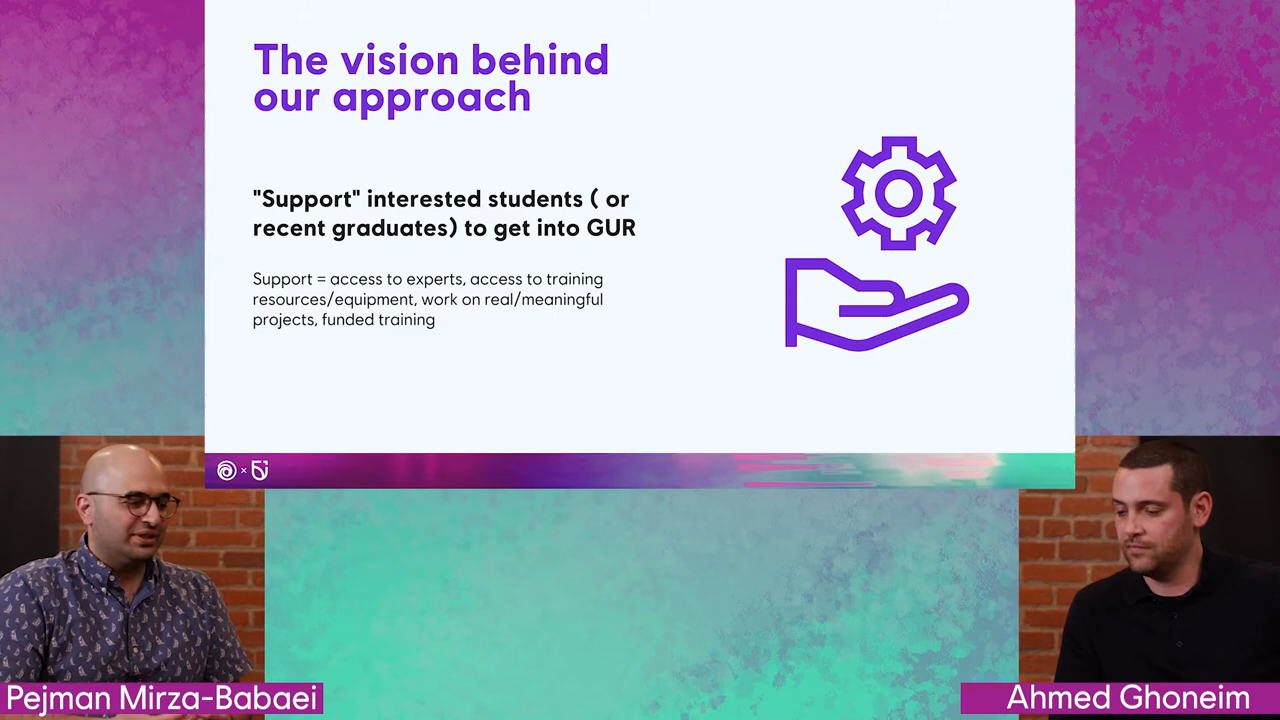 The vision behind
our approach
"Support" interested students ( or
recent graduates) to get into GUR
Support = access to experts, access to training
resources/equipment, work on real/meaningful
projects, funded training
×
Pejman Mirza-Babaei
Ahmed Ghoneim